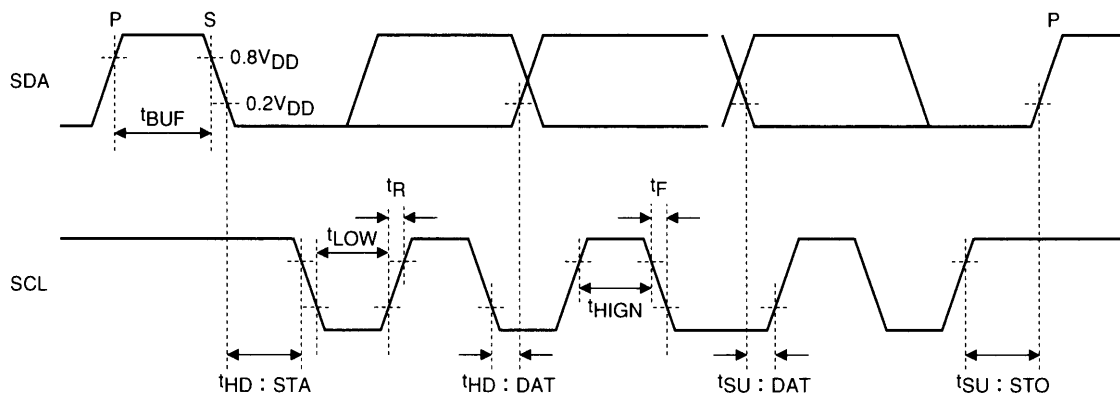 P S P
SDA
0.8VDD
0.2VDD
tBUF
tR tF
tLOW
SCL
tHIGN
tHD : STA tHD : DAT tSU : DAT tSU : STO